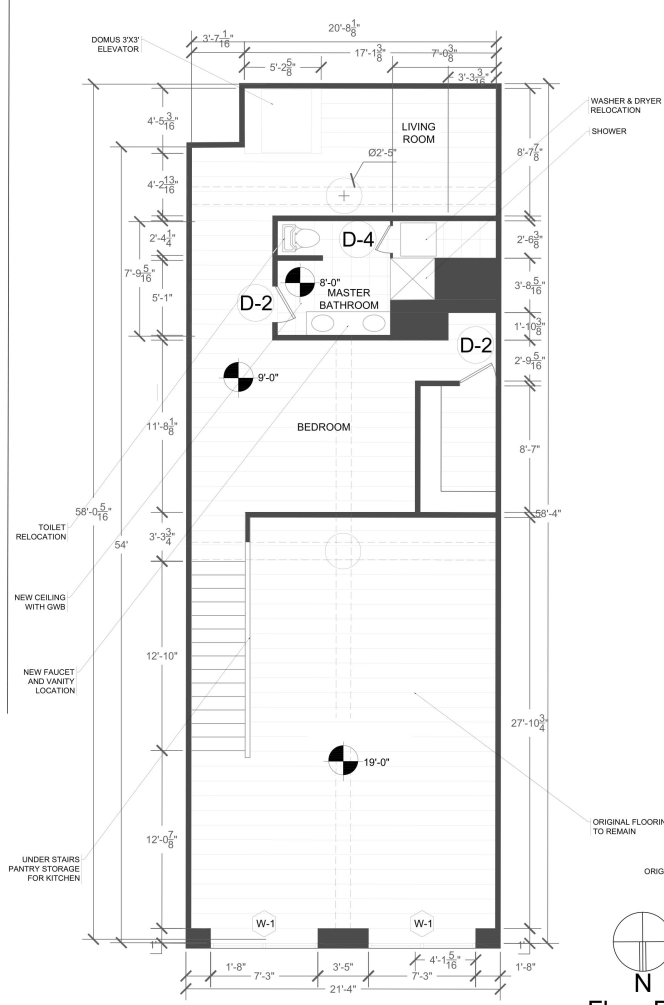 20'-8 1/8"
DOMUS 3'X3'
ELEVATOR
3'-7 1/16"
17'-1 3/8"
7'-0 3/8"
5'-2 5/8"
3'-3 3/16"
WASHER & DRYER
RELOCATION
SHOWER
4'-5 3/16"
LIVING
ROOM
Ø2'-5"
8'-7 7/8"
4'-2 13/16"
2'-4 1/4"
D-4
2'-6 3/8"
7'-9 5/16"
8'-0"
3'-8 5/16"
5'-1"
MASTER
BATHROOM
D-2
1'-10 3/8"
D-2
2'-9 5/16"
9'-0"
11'-8 1/8"
BEDROOM
8'-7"
58'-0 5/16"
58'-4"
TOILET
RELOCATION
3'-3 3/4"
54'
NEW CEILING
WITH GWB
12'-10"
NEW FAUCET
AND VANITY
LOCATION
27'-10 3/4"
19'-0"
ORIGINAL FLOORIN
TO REMAIN
12'-0 7/8"
UNDER STAIRS
PANTRY STORAGE
FOR KITCHEN
ORIG
W-1
W-1
1'
1'
1'-8"
7'-3"
3'-5"
7'-3"
4'-1 5/16"
1'-8"
21'-4"
N